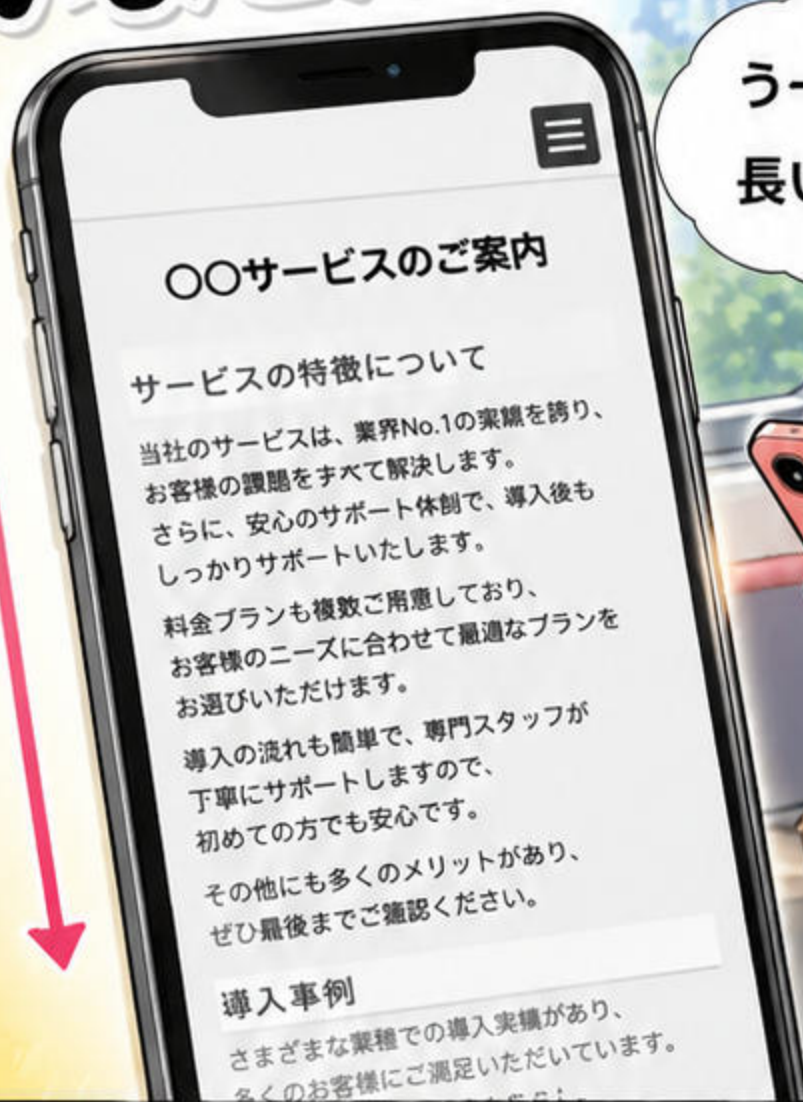 うー
長い
〇〇サービスのご案内
サービスの特徴について
当社のサービスは、業界No.1の実績を誇り、
お客様の課題をすべて解決します。
さらに、安心のサポート体制で、導入後も
しっかりサポートいたします。
料金プランも複数ご用意しており、
お客様のニーズに合わせて最適なプランを
お選びいただけます。
導入の流れも簡単で、専門スタッフが
丁寧にサポートしますので、
初めての方でも安心です。
その他にも多くのメリットがあり、
ぜひ最後までご確認ください。
導入事例
さまざまな業種での導入実績があり、
多くのお客様にご満足いただいています。